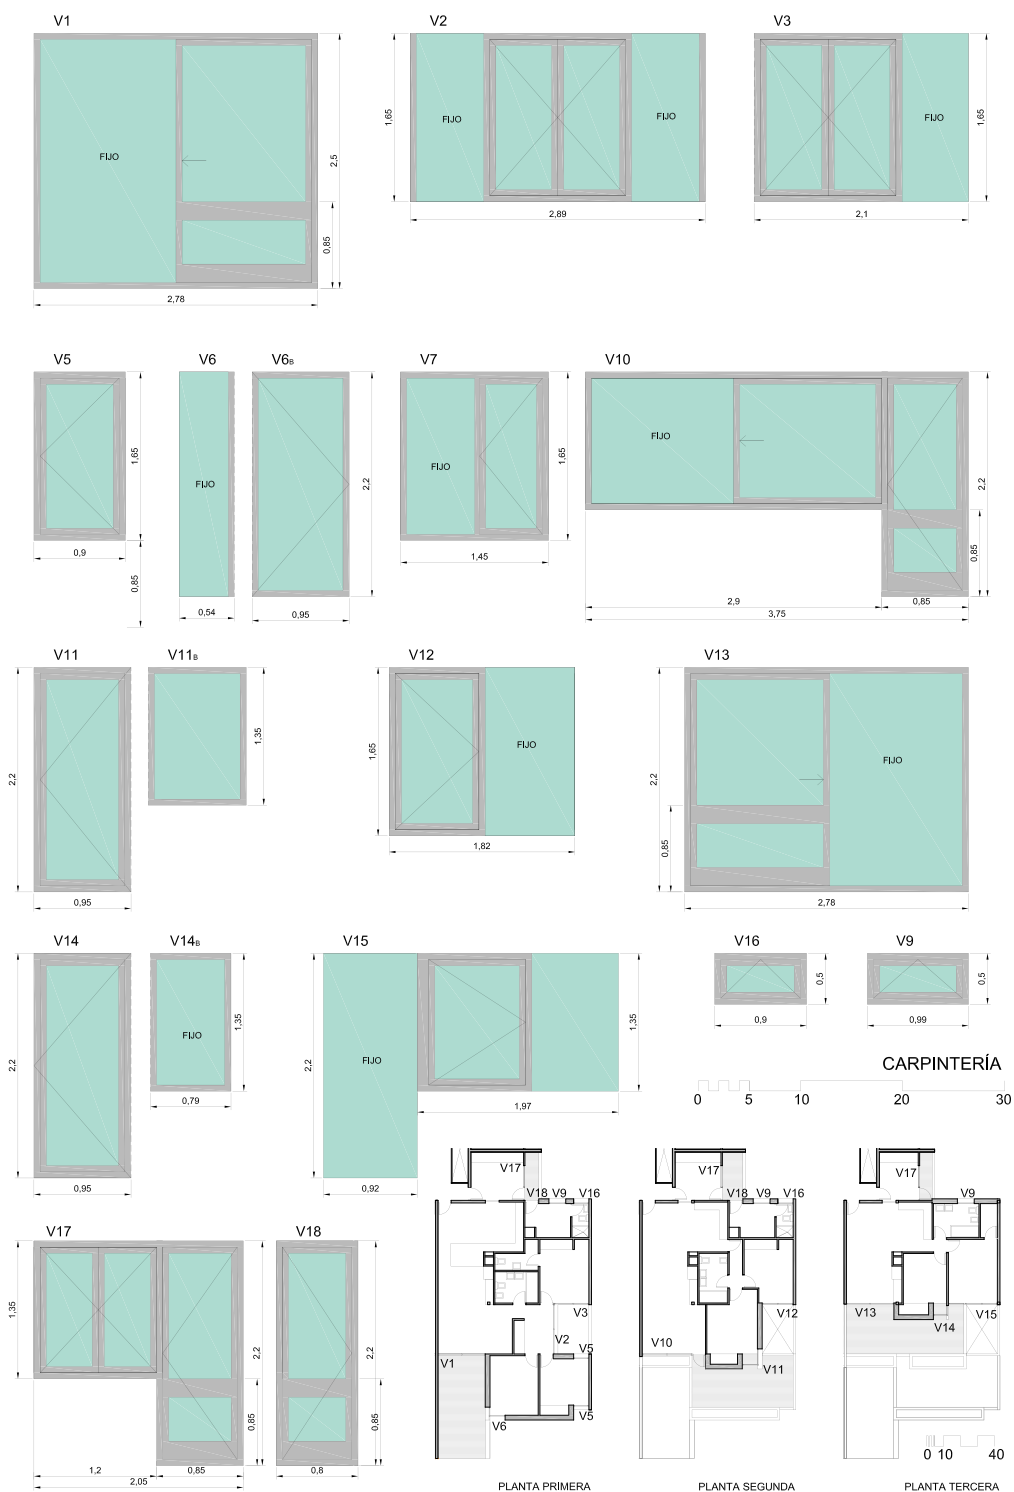 V1
V2
V3
FIJO
FIJO
FIJO
FIJO
2,5
0,85
2,78
1,65
2,89
1,65
2,1
V5
V6
V6B
V7
V10
FIJO
FIJO
FIJO
1,65
0,85
0,9
0,54
2,2
0,95
1,65
1,45
2,2
0,85
2,9
0,85
3,75
V11
V11B
V12
V13
FIJO
FIJO
2,2
0,95
1,35
1,65
1,82
2,2
0,85
2,78
V14
V14B
V15
V16
V9
FIJO
FIJO
2,2
0,95
1,35
0,79
2,2
0,92
1,35
1,97
0,5
0,9
0,5
0,99
CARPINTERÍA
0 5 10 20 30
V17
V18
1,35
2,2
0,85
1,2
0,85
2,05
2,2
0,85
0,8
V17
V18 V9 V16
V3
V2
V1
V5
V5
V6
PLANTA PRIMERA
V17
V18 V9 V16
V12
V10
V11
PLANTA SEGUNDA
V17
V9
V13
V14
V15
0 10 40
PLANTA TERCERA